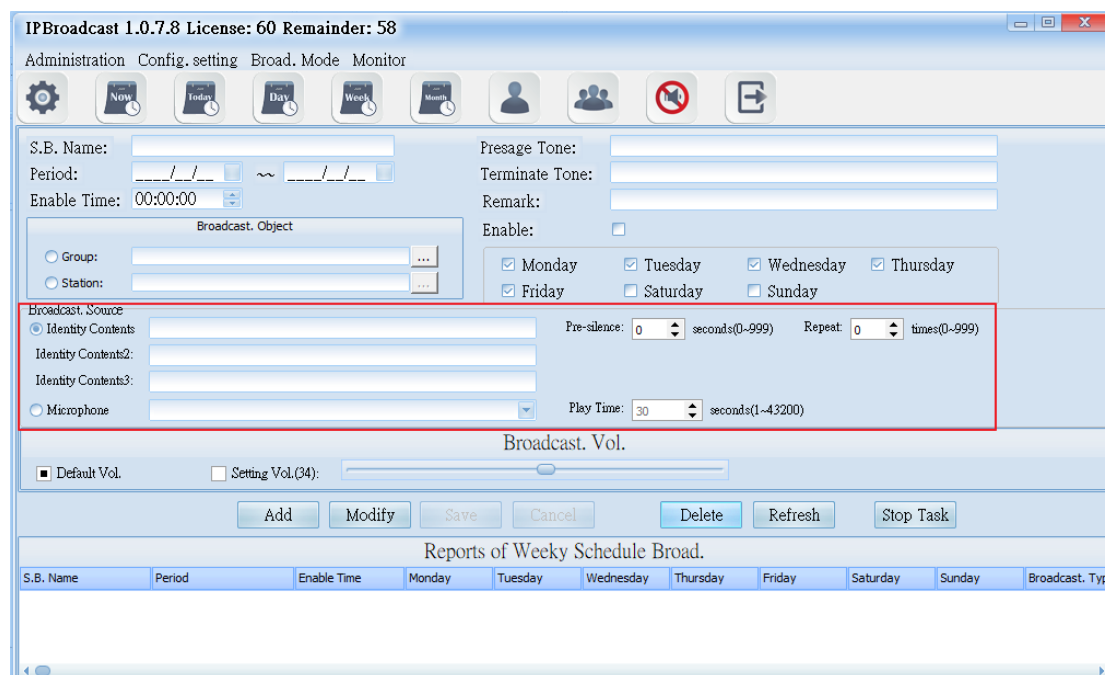 IPBroadcast 1.0.7.8 License: 60 Remainder: 58
Administration Config. setting Broad. Mode Monitor
Now Today Day Week Month
S.B. Name: Presage Tone:
Period: ____/__/__ ~~ ____/__/__ Terminate Tone:
Enable Time: 00:00:00 Remark:
Broadcast. Object Enable:
Group: ...
Monday Tuesday Wednesday Thursday
Station: ...
Friday Saturday Sunday
Broadcast. Source
Identity Contents Pre-silence: 0 seconds(0~999) Repeat: 0 times(0~999)
Identity Contents2:
Identity Contents3:
Microphone Play Time: 30 seconds(1~43200)
Broadcast. Vol.
Default Vol. Setting Vol.(34):
Add Modify Save Cancel Delete Refresh Stop Task
Reports of Weeky Schedule Broad.
S.B. Name Period Enable Time Monday Tuesday Wednesday Thursday Friday Saturday Sunday Broadcast. Typ